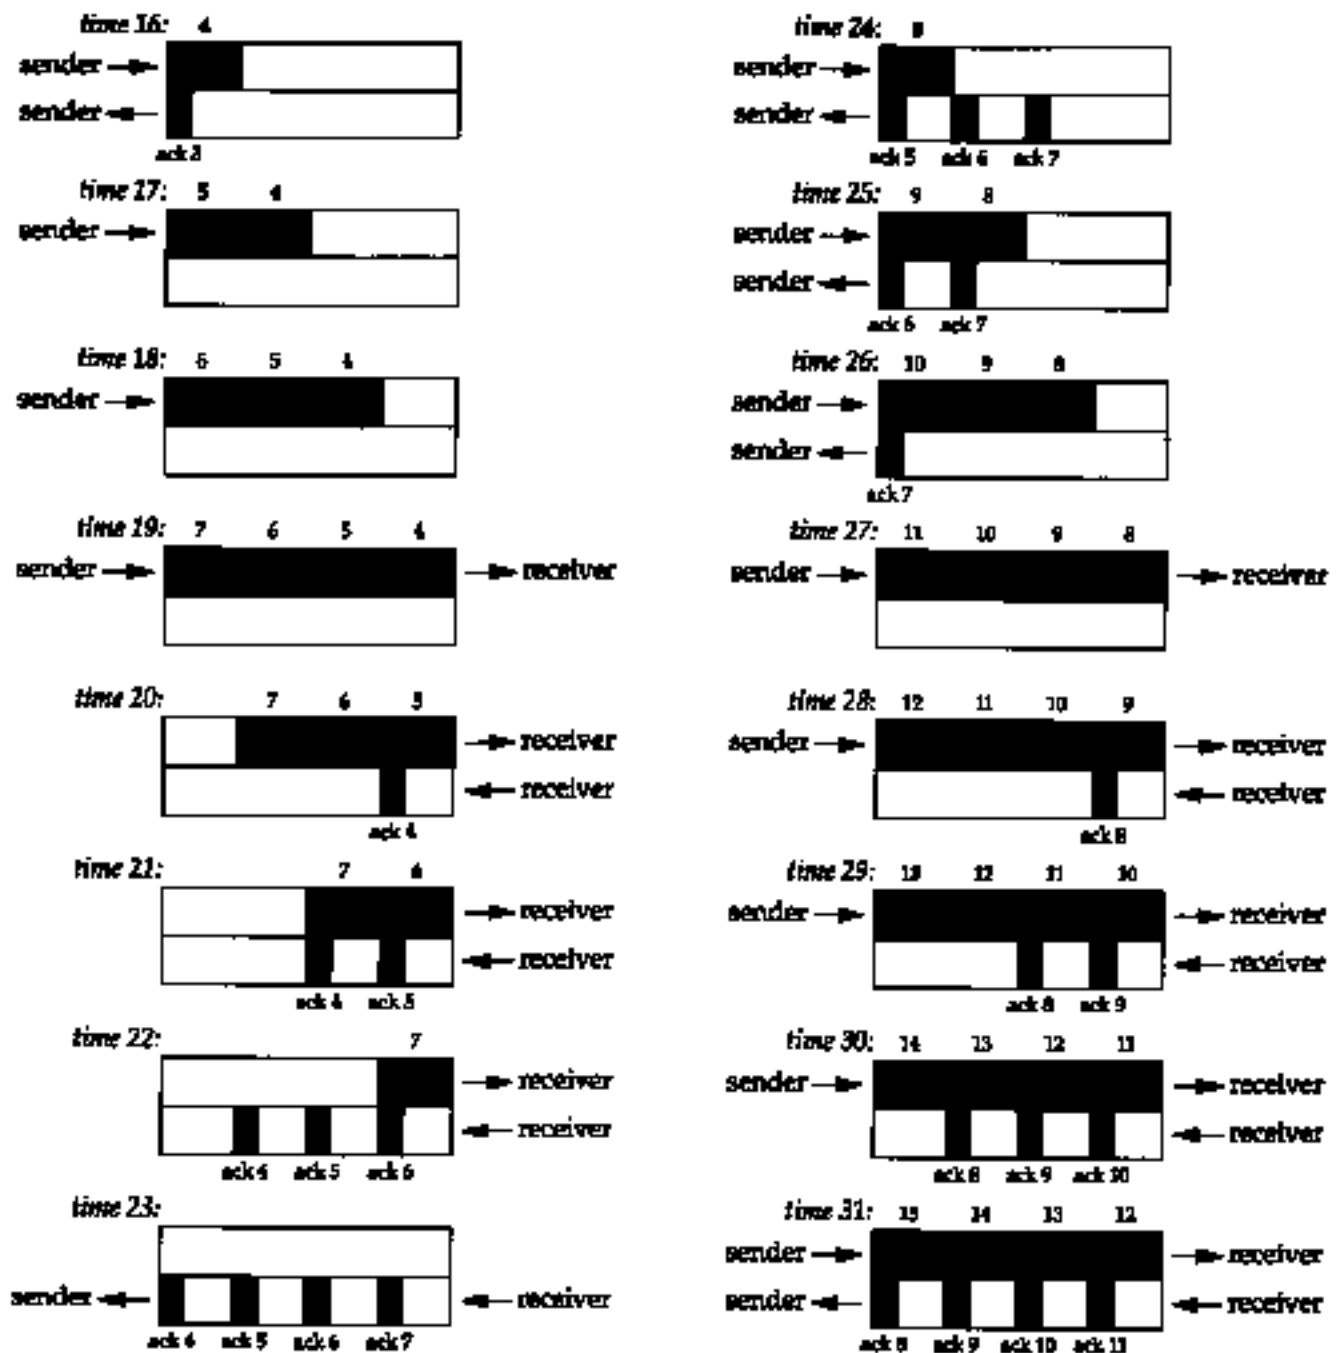 time 16: 4
sender
sender
ack 3
time 17: 5 4
sender
time 18: 6 5 4
sender
time 19: 7 6 5 4
sender receiver
time 20: 7 6 5
receiver
receiver
ack 4
time 21: 7 6
receiver
receiver
ack 4 ack 5
time 22: 7
receiver
receiver
ack 4 ack 5 ack 6
time 23:
sender receiver
ack 4 ack 5 ack 6 ack 7
time 24: 8
sender
sender
ack 5 ack 6 ack 7
time 25: 9 8
sender
sender
ack 6 ack 7
time 26: 10 9 8
sender
sender
ack 7
time 27: 11 10 9 8
sender receiver
time 28: 12 11 10 9
sender receiver
receiver
ack 8
time 29: 13 12 11 10
sender receiver
receiver
ack 8 ack 9
time 30: 14 13 12 11
sender receiver
receiver
ack 8 ack 9 ack 10
time 31: 15 14 13 12
sender receiver
sender receiver
ack 8 ack 9 ack 10 ack 11